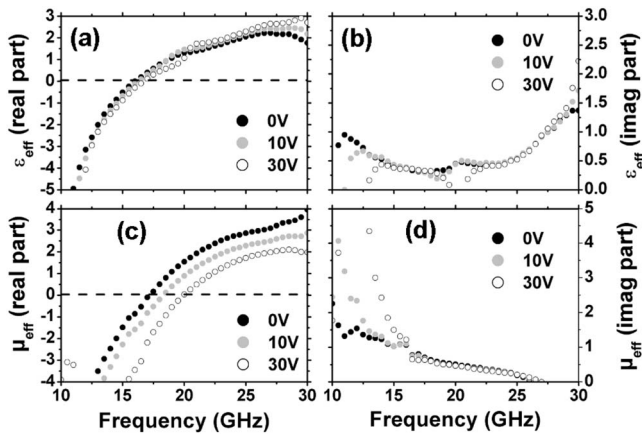 (a)
ε_eff (real part)
3
2
1
0
-1
-2
-3
-4
-5
0V
10V
30V
(b)
3.0
2.5
2.0
1.5
1.0
0.5
0.0
ε_eff (imag part)
0V
10V
30V
(c)
μ_eff (real part)
4
3
2
1
0
-1
-2
-3
-4
0V
10V
30V
10 15 20 25 30
Frequency (GHz)
(d)
5
4
3
2
1
0
μ_eff (imag part)
0V
10V
30V
10 15 20 25 30
Frequency (GHz)